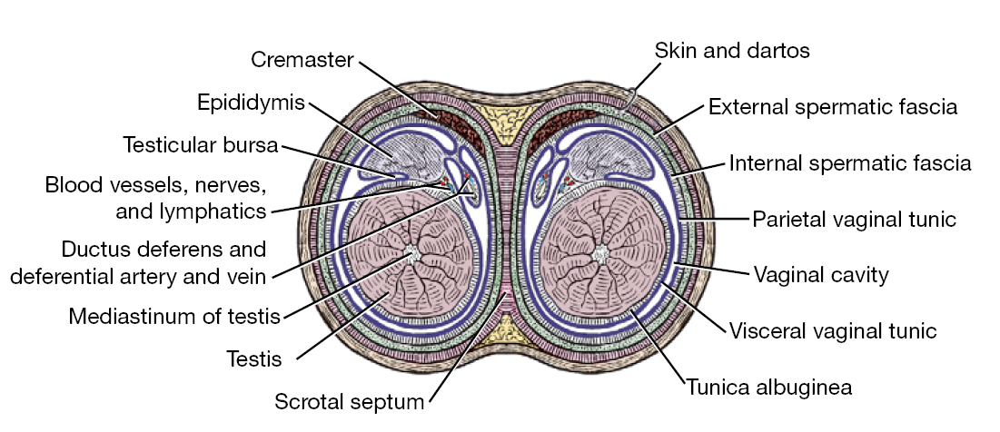 Cremaster
Epididymis
Testicular bursa
Blood vessels, nerves,
and lymphatics
Ductus deferens and
deferential artery and vein
Mediastinum of testis
Testis
Scrotal septum
Skin and dartos
External spermatic fascia
Internal spermatic fascia
Parietal vaginal tunic
Vaginal cavity
Visceral vaginal tunic
Tunica albuginea